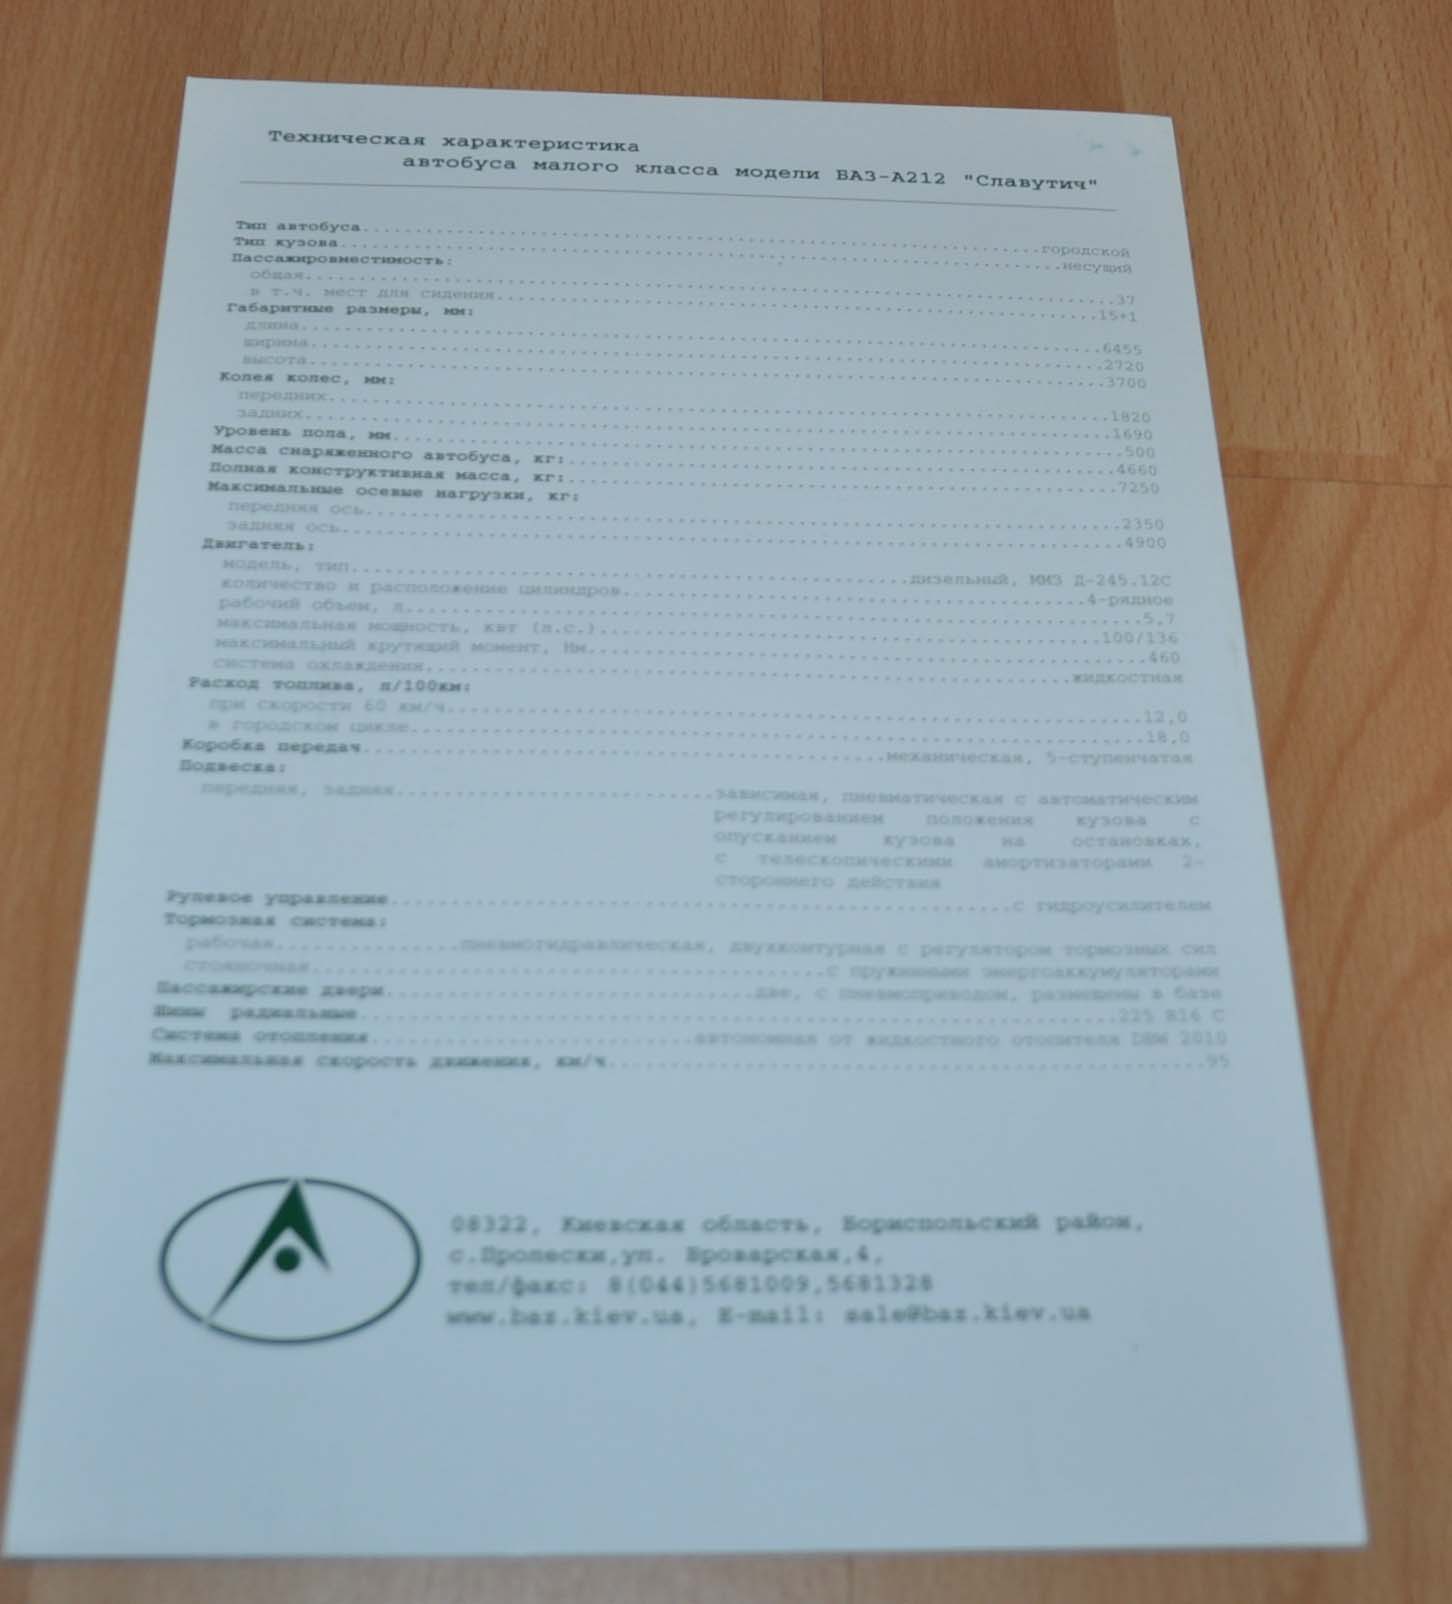 Техническая характеристика
автобуса малого класса модели БАЗ-А212 "Славутич"
Тип автобуса........................городской
Тип кузова........................несущий
Пассажировместимость:
общая........................37
в т.ч. мест для сидения........................15+1
Габаритные размеры, мм:
длина........................6455
ширина........................2720
высота........................3700
Колея колес, мм:
передних........................1820
задних........................1690
Уровень пола, мм........................500
Масса снаряженного автобуса, кг:........................4660
Полная конструктивная масса, кг:........................7250
Максимальные осевые нагрузки, кг:
передняя ось........................2350
задняя ось........................4900
Двигатель:
модель, тип........................дизельный, ММЗ Д-245.12С
количество и расположение цилиндров........................4-рядное
рабочий объем, л........................5,7
максимальная мощность, квт (л.с.)........................100/136
максимальный крутящий момент, Нм........................460
система охлаждения........................жидкостная
Расход топлива, л/100км:
при скорости 60 км/ч........................12,0
в городском цикле........................18,0
Коробка передач........................механическая, 5-ступенчатая
Подвеска:
передняя, задняя........................зависимая, пневматическая с автоматическим
регулированием положения кузова с
опусканием кузова на остановках,
с телескопическими амортизаторами 2-
стороннего действия
Рулевое управление........................с гидроусилителем
Тормозная система:
рабочая...............пневмогидравлическая, двухконтурная с регулятором тормозных сил
стояночная........................с пружинными энергоаккумуляторами
Пассажирские двери........................две, с пневмоприводом, размещены в базе
Шины радиальные........................225 R16 C
Система отопления........................автономная от жидкостного отопителя DBW 2010
Максимальная скорость движения, км/ч........................95
08322, Киевская область, Бориспольский район,
с.Пролески,ул. Броварская,4,
тел/факс: 8(044)5681009,5681328
www.baz.kiev.ua, E-mail: sale@baz.kiev.ua